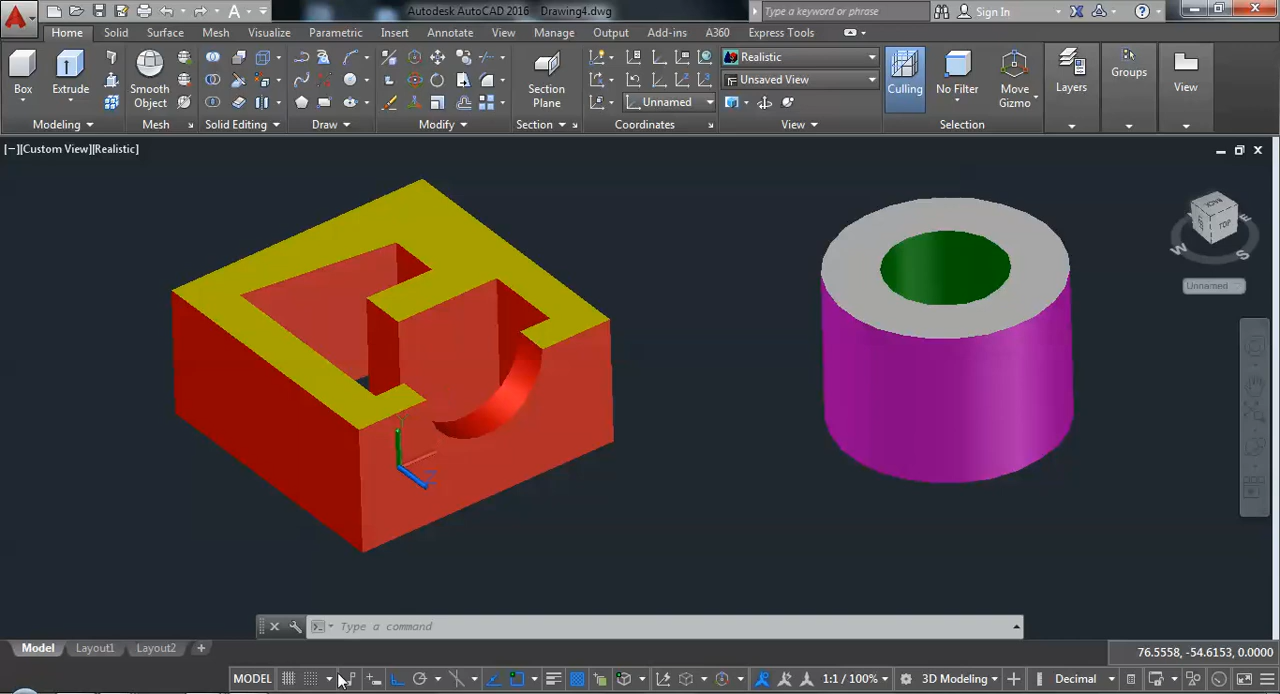 Autodesk AutoCAD 2016 Drawing4.dwg
Type a keyword or phrase
Sign In
Home Solid Surface Mesh Visualize Parametric Insert Annotate View Manage Output Add-ins A360 Express Tools
Box Extrude Smooth Object Section Plane Realistic Unsaved View Unnamed Culling No Filter Move Gizmo Layers Groups View
Modeling Mesh Solid Editing Draw Modify Section Coordinates View Selection
[−][Custom View][Realistic]
BACK
TOP
E
W S
Unnamed
Type a command
Model Layout1 Layout2 +
76.5558, -54.6153, 0.0000
MODEL 1:1 / 100% 3D Modeling Decimal